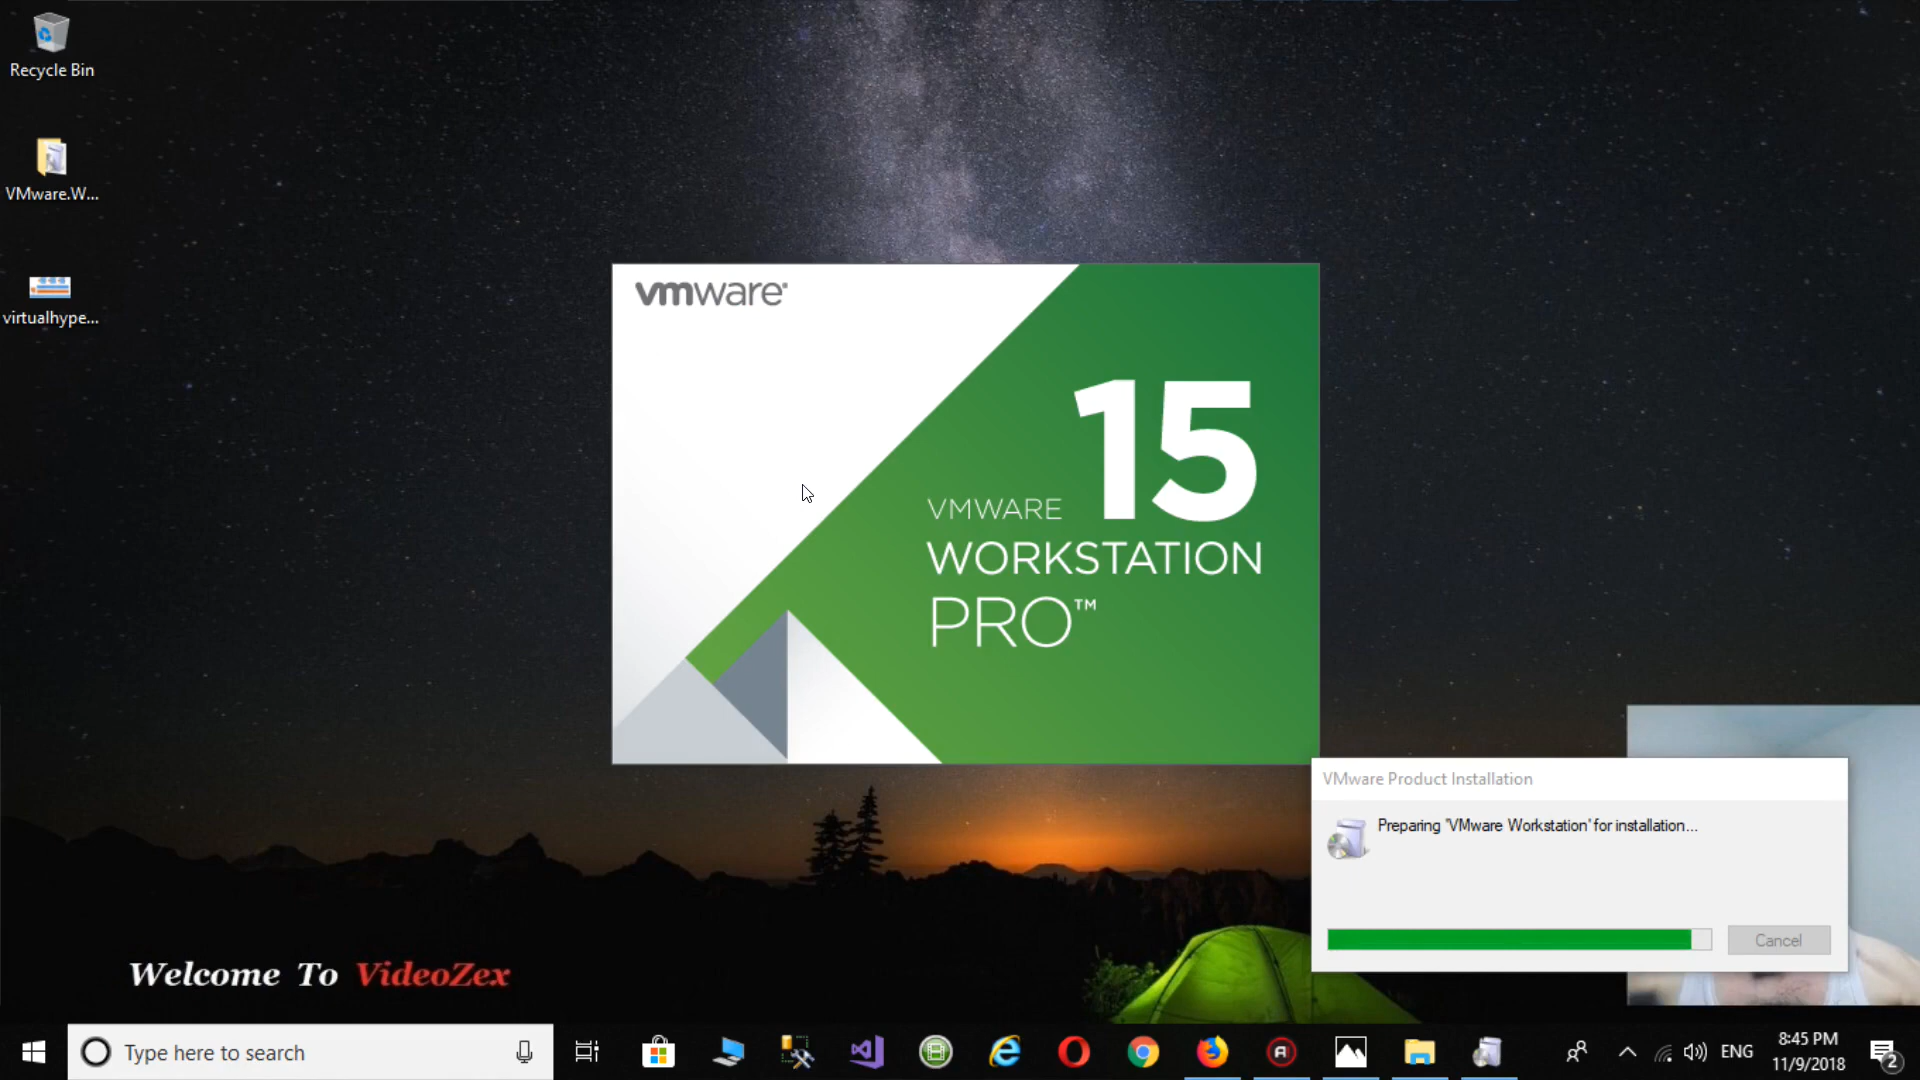 Recycle Bin
VMware.W...
virtualhype...
vmware®
15
VMWARE
WORKSTATION
PRO™
VMware Product Installation
Preparing 'VMware Workstation' for installation...
Cancel
Welcome To VideoZex
Type here to search
ENG
8:45 PM
11/9/2018
2